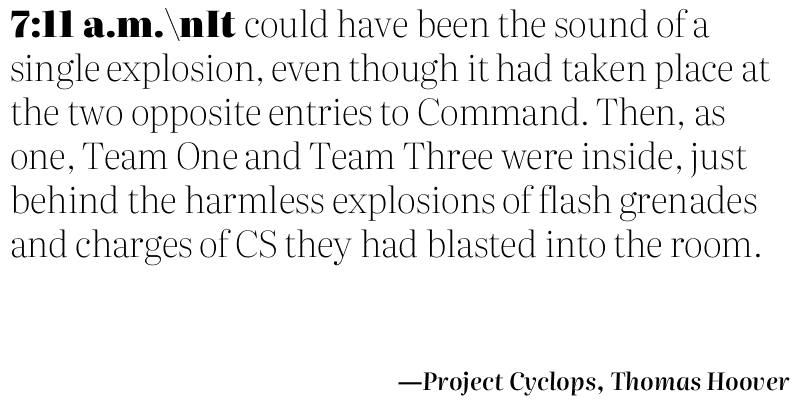 7:11 a.m.\nIt could have been the sound of a
single explosion, even though it had taken place at
the two opposite entries to Command. Then, as
one, Team One and Team Three were inside, just
behind the harmless explosions of flash grenades
and charges of CS they had blasted into the room.
—Project Cyclops, Thomas Hoover